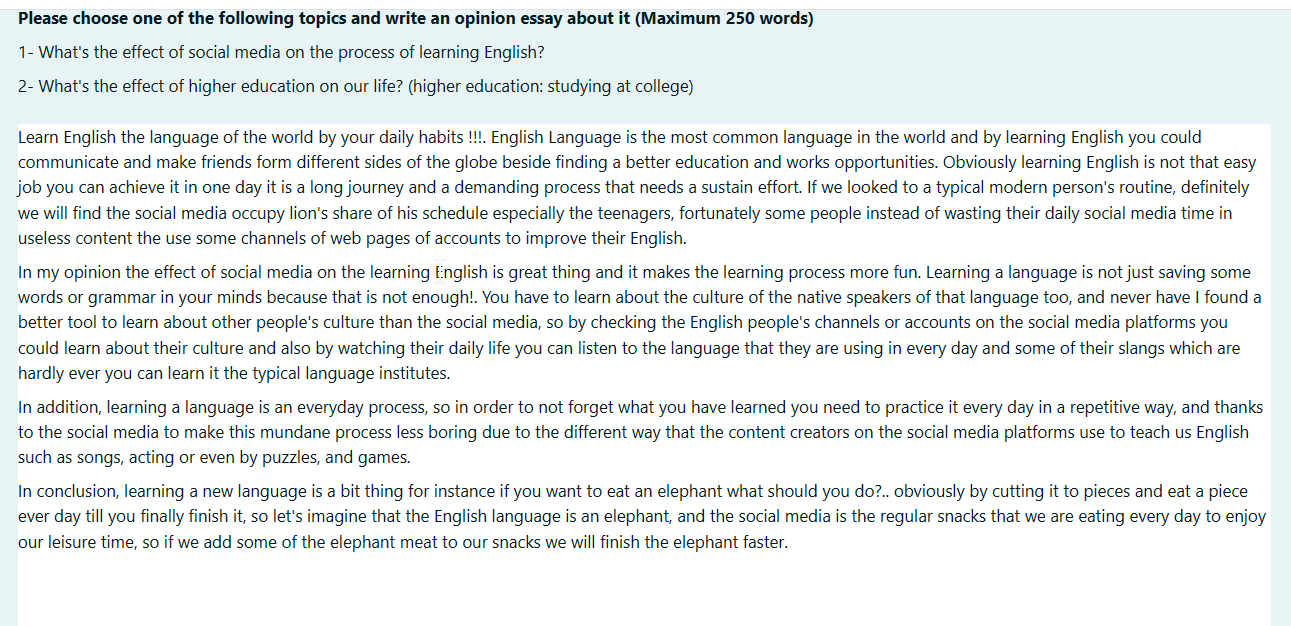 Please choose one of the following topics and write an opinion essay about it (Maximum 250 words)
1- What's the effect of social media on the process of learning English?
2- What's the effect of higher education on our life? (higher education: studying at college)
Learn English the language of the world by your daily habits !!!. English Language is the most common language in the world and by learning English you could
communicate and make friends form different sides of the globe beside finding a better education and works opportunities. Obviously learning English is not that easy
job you can achieve it in one day it is a long journey and a demanding process that needs a sustain effort. If we looked to a typical modern person's routine, definitely
we will find the social media occupy lion's share of his schedule especially the teenagers, fortunately some people instead of wasting their daily social media time in
useless content the use some channels of web pages of accounts to improve their English.
In my opinion the effect of social media on the learning English is great thing and it makes the learning process more fun. Learning a language is not just saving some
words or grammar in your minds because that is not enough!. You have to learn about the culture of the native speakers of that language too, and never have I found a
better tool to learn about other people's culture than the social media, so by checking the English people's channels or accounts on the social media platforms you
could learn about their culture and also by watching their daily life you can listen to the language that they are using in every day and some of their slangs which are
hardly ever you can learn it the typical language institutes.
In addition, learning a language is an everyday process, so in order to not forget what you have learned you need to practice it every day in a repetitive way, and thanks
to the social media to make this mundane process less boring due to the different way that the content creators on the social media platforms use to teach us English
such as songs, acting or even by puzzles, and games.
In conclusion, learning a new language is a bit thing for instance if you want to eat an elephant what should you do?.. obviously by cutting it to pieces and eat a piece
ever day till you finally finish it, so let's imagine that the English language is an elephant, and the social media is the regular snacks that we are eating every day to enjoy
our leisure time, so if we add some of the elephant meat to our snacks we will finish the elephant faster.